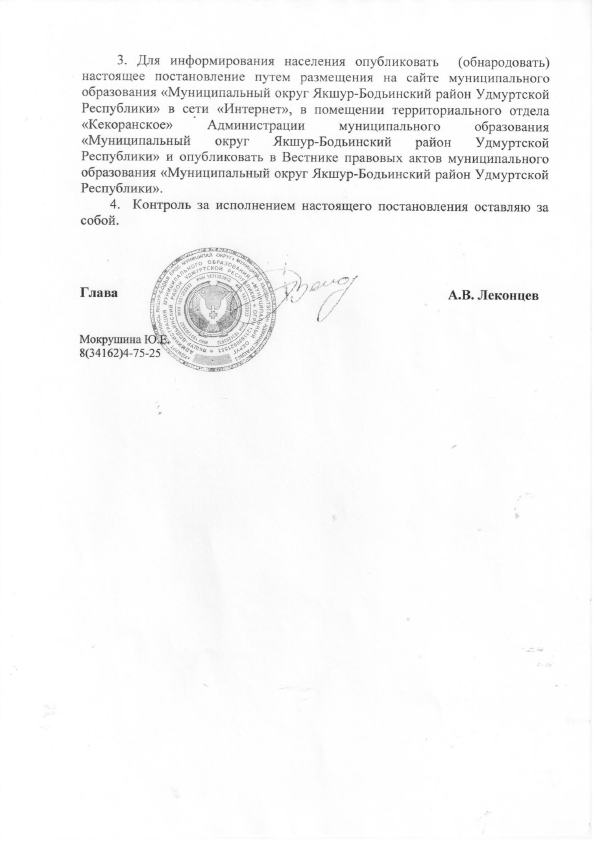 3. Для информирования населения опубликовать (обнародовать)
настоящее постановление путем размещения на сайте муниципального
образования «Муниципальный округ Якшур-Бодьинский район Удмуртской
Республики» в сети «Интернет», в помещении территориального отдела
«Кекоранское» Администрации муниципального образования
«Муниципальный округ Якшур-Бодьинский район Удмуртской
Республики» и опубликовать в Вестнике правовых актов муниципального
образования «Муниципальный округ Якшур-Бодьинский район Удмуртской
Республики».
4. Контроль за исполнением настоящего постановления оставляю за
собой.
Глава
А.В. Леконцев
Мокрушина Ю.Е.
8(34162)4-75-25